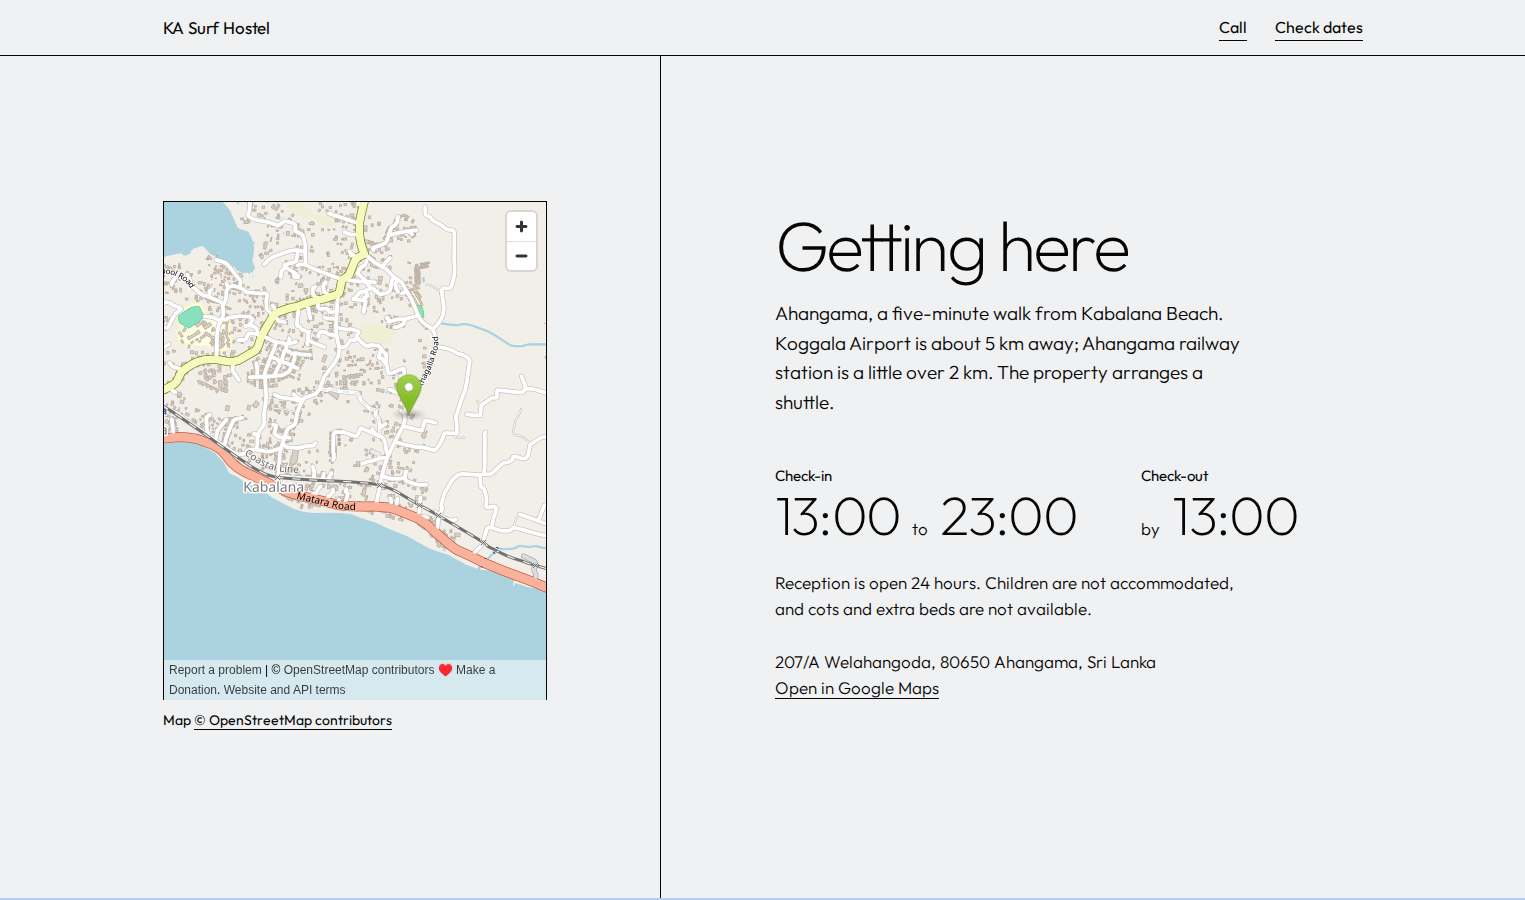 KA Surf Hostel
Call
Check dates
Coastal Line
Kabalana
Matara Road
Report a problem | © OpenStreetMap contributors ❤️ Make a
Donation. Website and API terms
Map © OpenStreetMap contributors
Getting here
Ahangama, a five-minute walk from Kabalana Beach.
Koggala Airport is about 5 km away; Ahangama railway
station is a little over 2 km. The property arranges a
shuttle.
Check-in
13:00 to 23:00
Check-out
by 13:00
Reception is open 24 hours. Children are not accommodated,
and cots and extra beds are not available.
207/A Welahangoda, 80650 Ahangama, Sri Lanka
Open in Google Maps